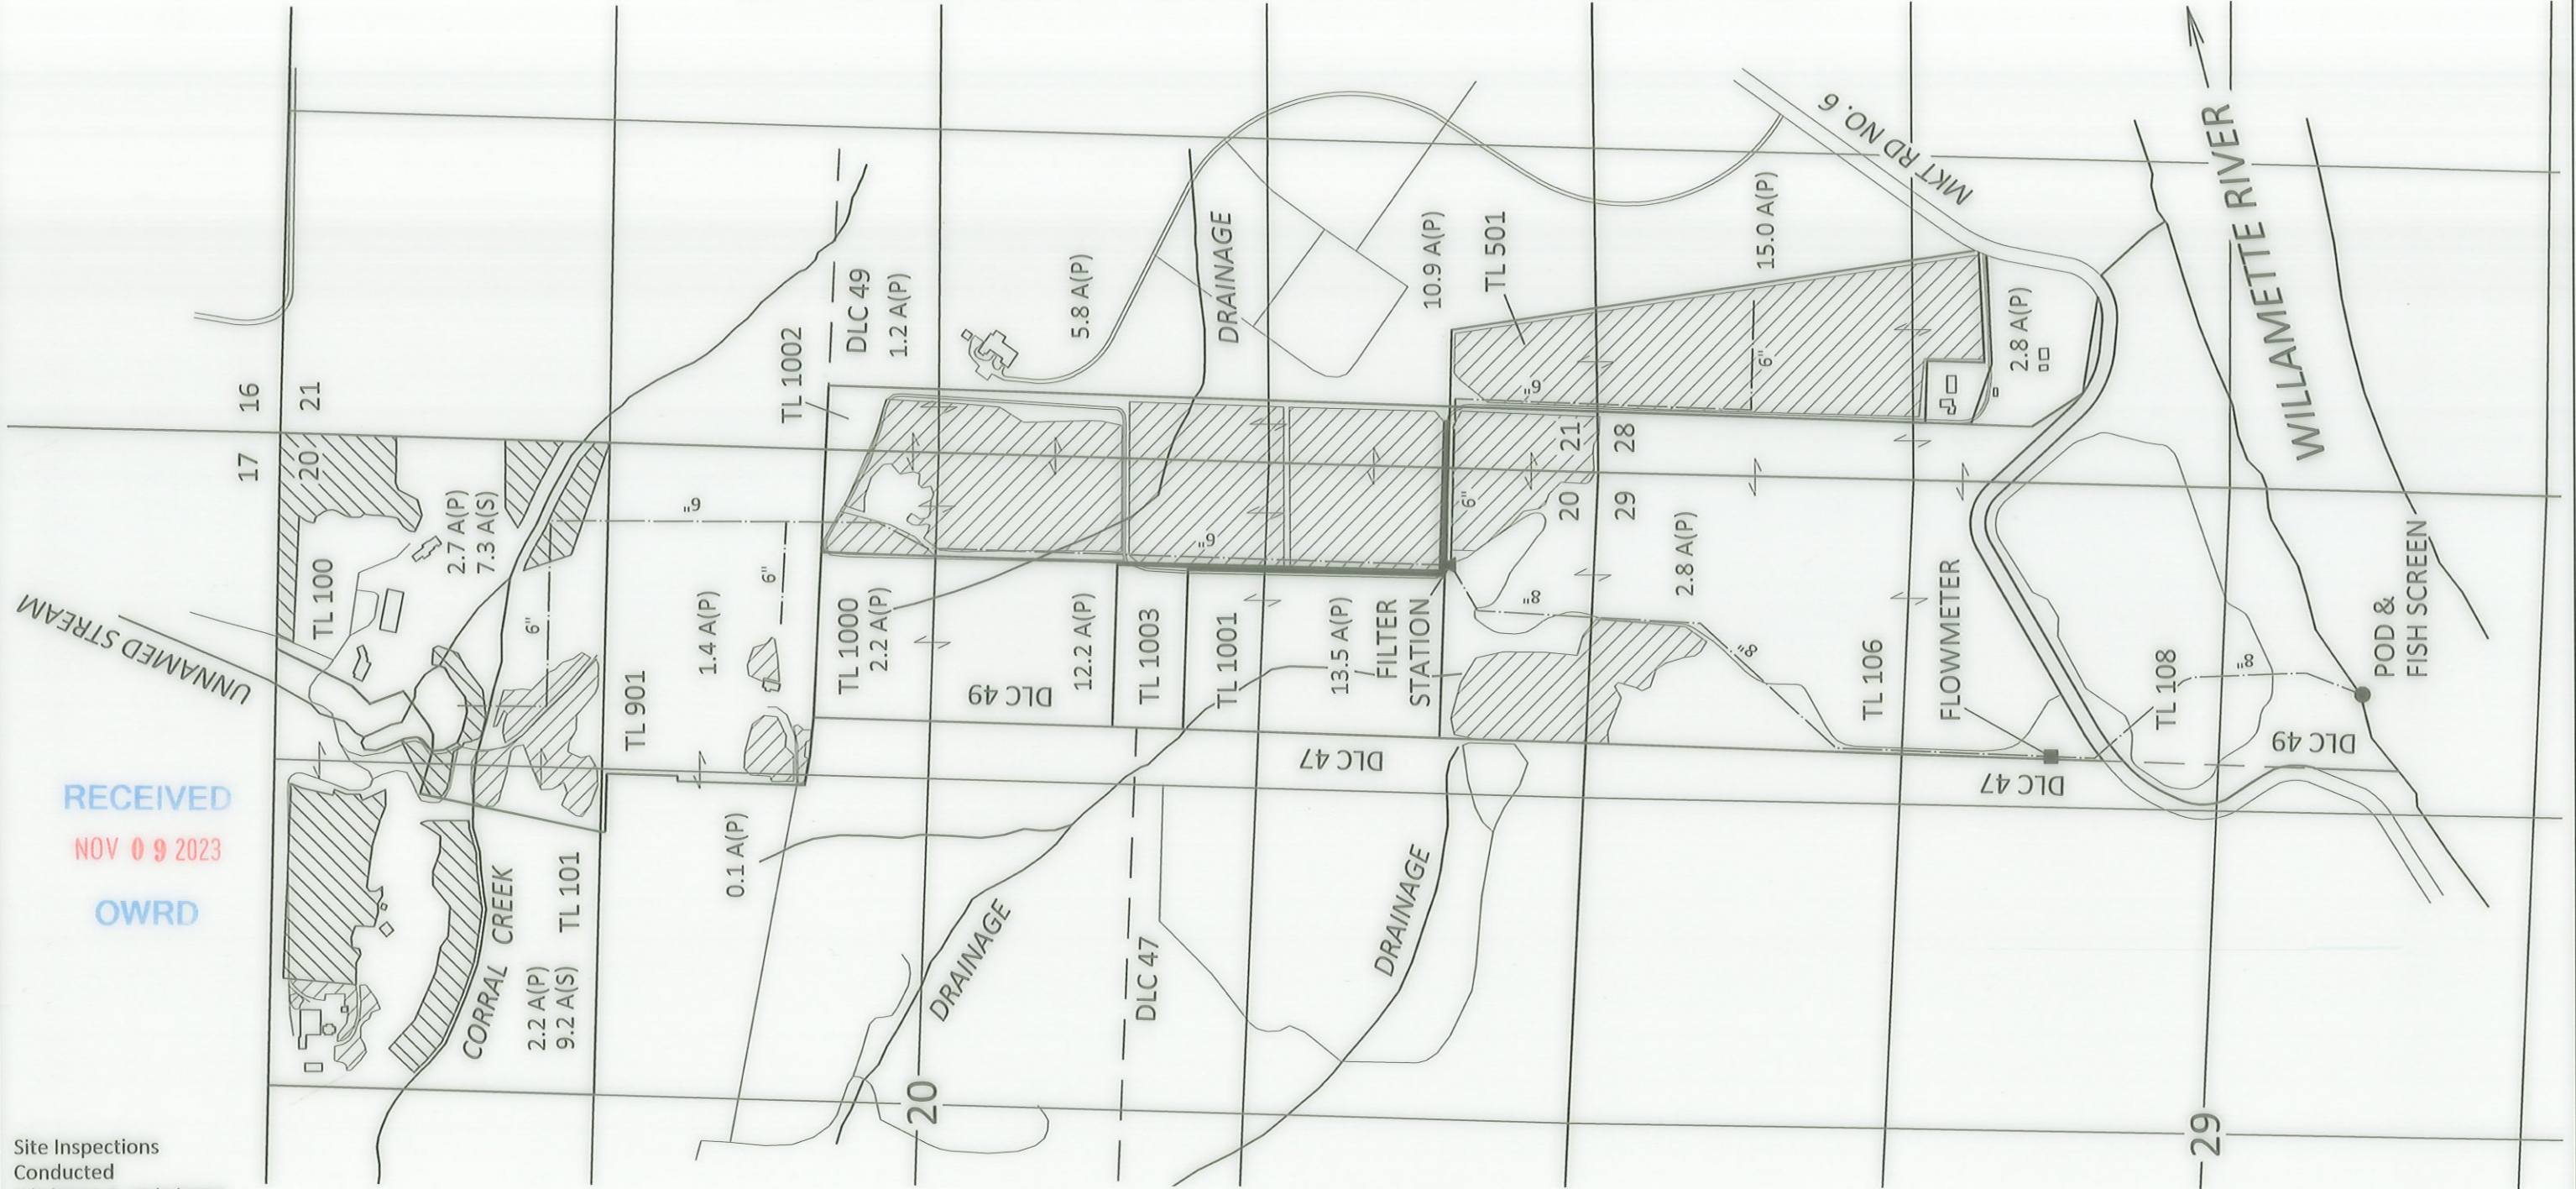 16
21
17
20
UNNAMED STREAM
TL 100
2.7 A(P)
7.3 A(S)
6"
RECEIVED
NOV 09 2023
OWRD
CORRAL CREEK
2.2 A(P)
9.2 A(S)
TL 101
Site Inspections
Conducted
TL 901
1.4 A(P)
0.1 A(P)
6"
6"
TL 1002
DLC 49
1.2 A(P)
TL 1000
2.2 A(P)
5.8 A(P)
DRAINAGE
DLC 49
12.2 A(P)
TL 1003
TL 1001
6"
13.5 A(P)
FILTER
STATION
DRAINAGE
20
DLC 47
DLC 47
DRAINAGE
10.9 A(P)
TL 501
6"
6"
21
28
20
29
8"
2.8 A(P)
8"
15.0 A(P)
6"
MKT RD NO. 6
2.8 A(P)
TL 106
FLOWMETER
DLC 47
TL 108
8"
DLC 49
WILLAMETTE RIVER
POD &
FISH SCREEN
29